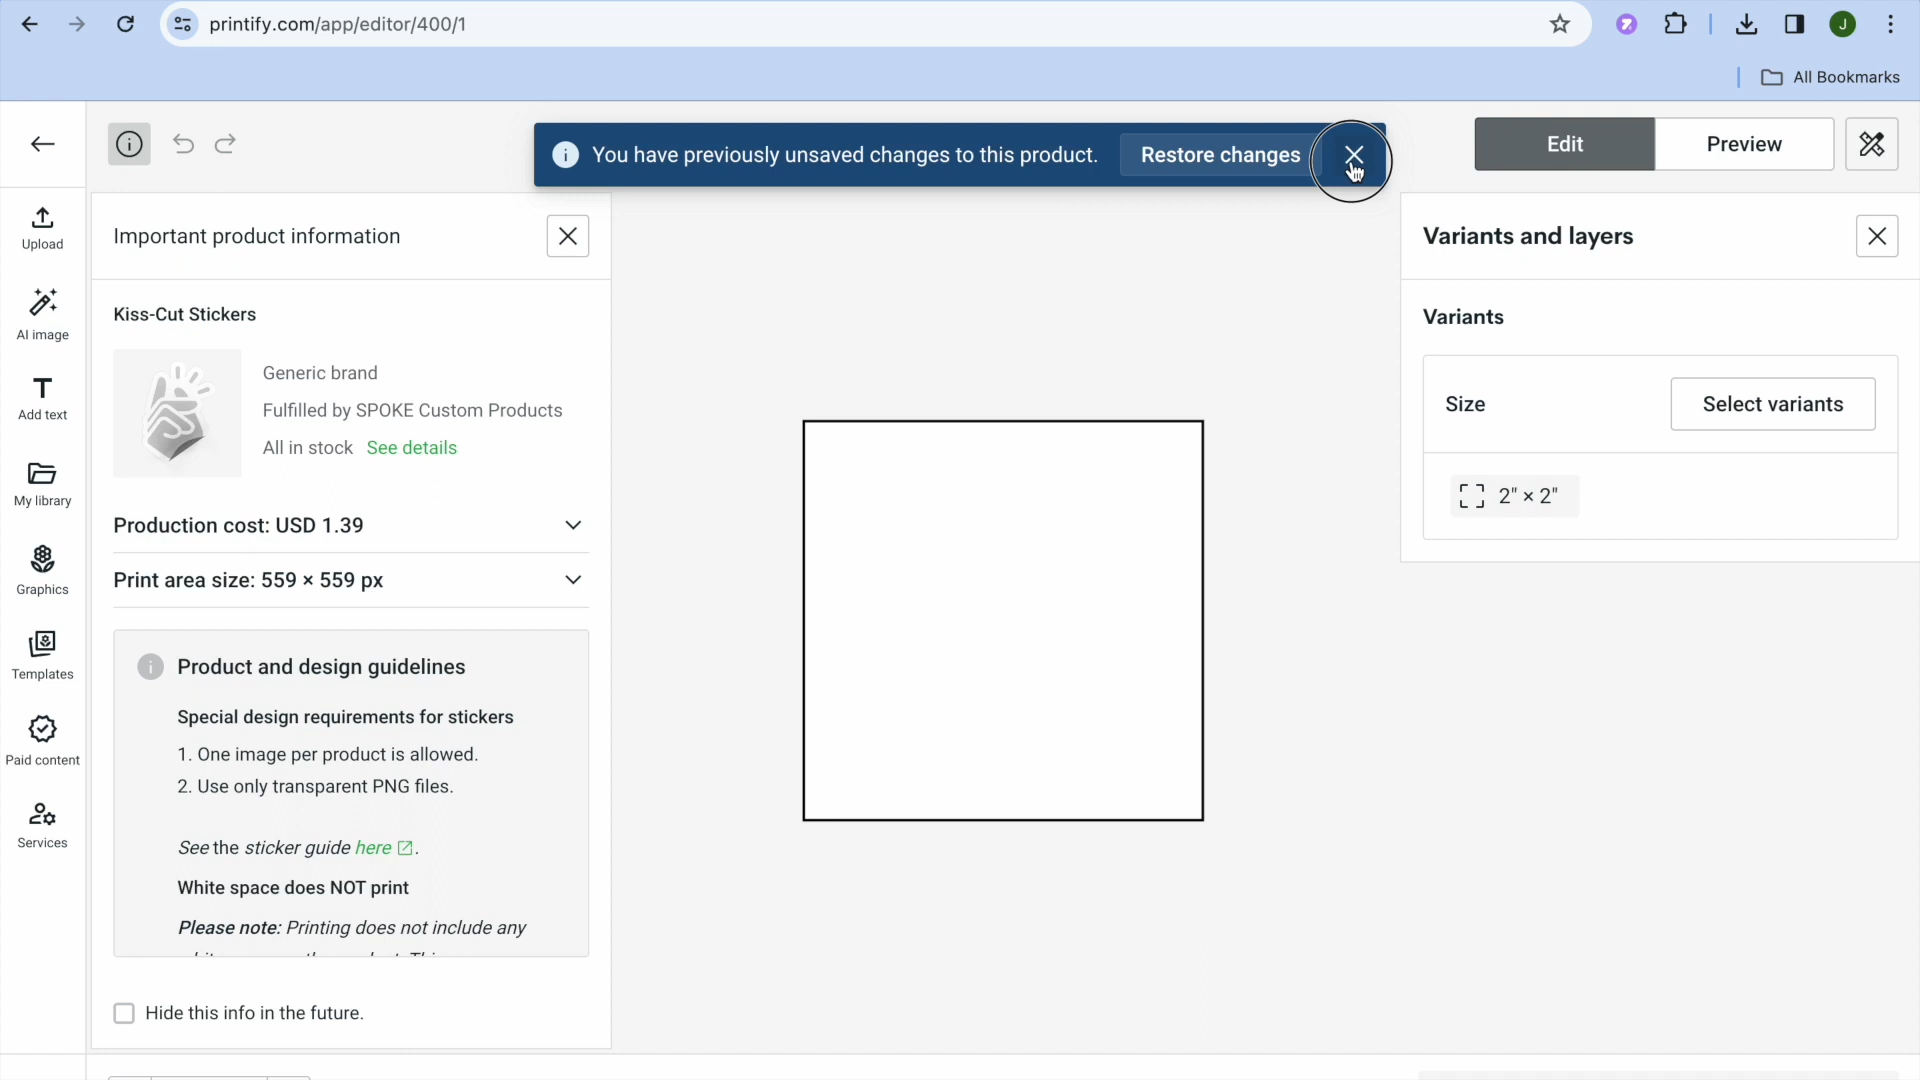 printify.com/app/editor/400/1
J
All Bookmarks
You have previously unsaved changes to this product.
Restore changes
Edit
Preview
Upload
AI image
Add text
My library
Graphics
Templates
Paid content
Services
Important product information
Kiss-Cut Stickers
Generic brand
Fulfilled by SPOKE Custom Products
All in stock See details
Production cost: USD 1.39
Print area size: 559 × 559 px
Product and design guidelines
Special design requirements for stickers
1. One image per product is allowed.
2. Use only transparent PNG files.
See the sticker guide here.
White space does NOT print
Please note: Printing does not include any
Hide this info in the future.
Variants and layers
Variants
Size
Select variants
2" × 2"